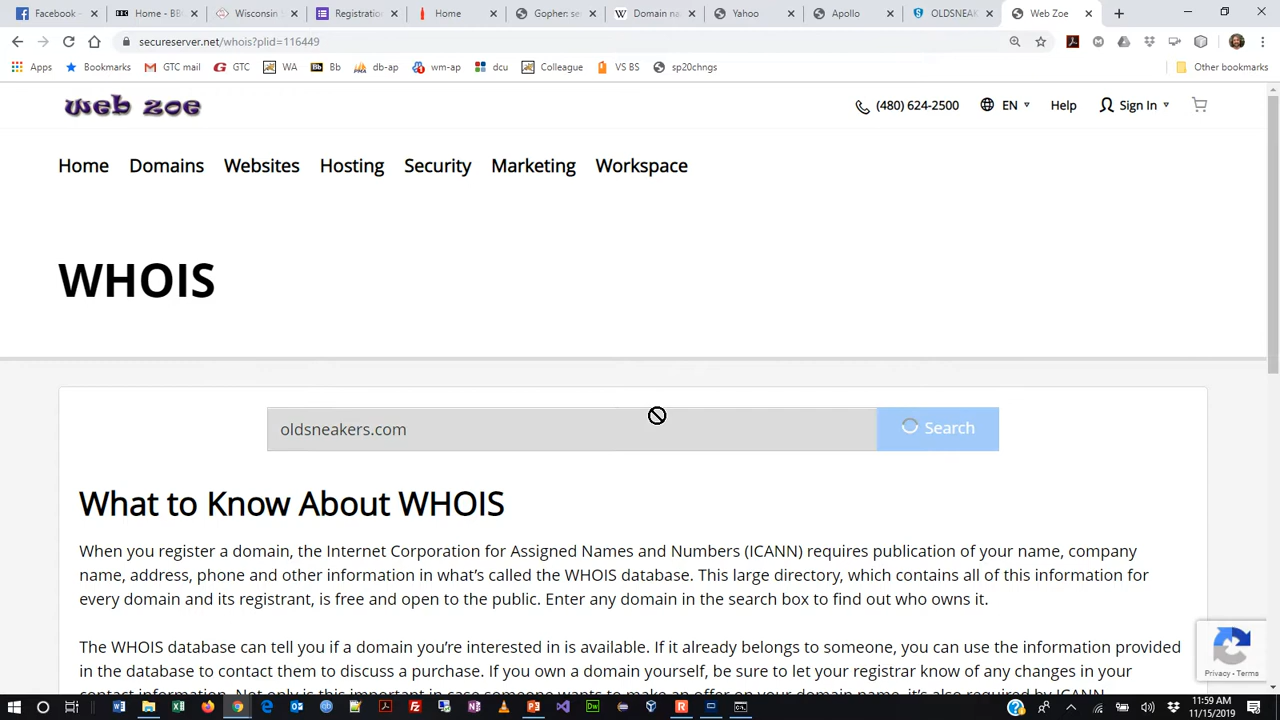 Facebook -
Home - BB
Wisconsin
Registration
Home
Gopher: se
Domain na
Yahoo
Apollo
OLDSNEAK
Web Zoe
secureserver.net/whois?plid=116449
Apps
Bookmarks
GTC mail
GTC
WA
Bb
db-ap
wm-ap
dcu
Colleague
VS BS
sp20chngs
Other bookmarks
web zoe
(480) 624-2500
EN
Help
Sign In
Home Domains Websites Hosting Security Marketing Workspace
WHOIS
oldsneakers.com
Search
What to Know About WHOIS
When you register a domain, the Internet Corporation for Assigned Names and Numbers (ICANN) requires publication of your name, company
name, address, phone and other information in what's called the WHOIS database. This large directory, which contains all of this information for
every domain and its registrant, is free and open to the public. Enter any domain in the search box to find out who owns it.
The WHOIS database can tell you if a domain you're interested in is available. If it already belongs to someone, you can use the information provided
in the database to contact them to discuss a purchase. If you own a domain yourself, be sure to let your registrar know of any changes in your
Privacy - Terms
11:59 AM
11/15/2019